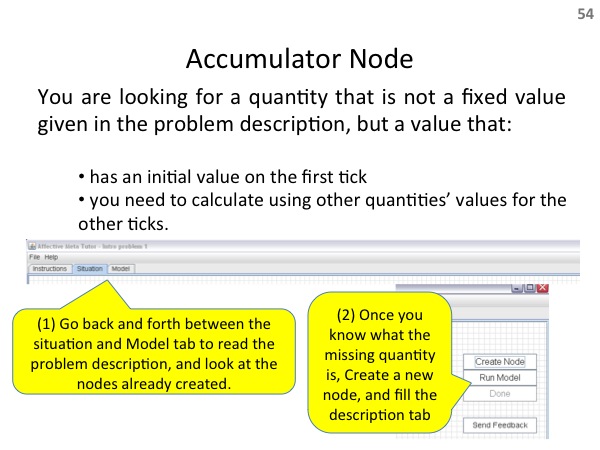 54
Accumulator Node
You are looking for a quantity that is not a fixed value
given in the problem description, but a value that:
• has an initial value on the first tick
• you need to calculate using other quantities' values for the
other ticks.
Affective Meta Tutor - Intro problem 1
File Help
Instructions Situation Model
(1) Go back and forth between the
situation and Model tab to read the
problem description, and look at the
nodes already created.
(2) Once you
know what the
missing quantity
is, Create a new
node, and fill the
description tab
Create Node
Run Model
Done
Send Feedback